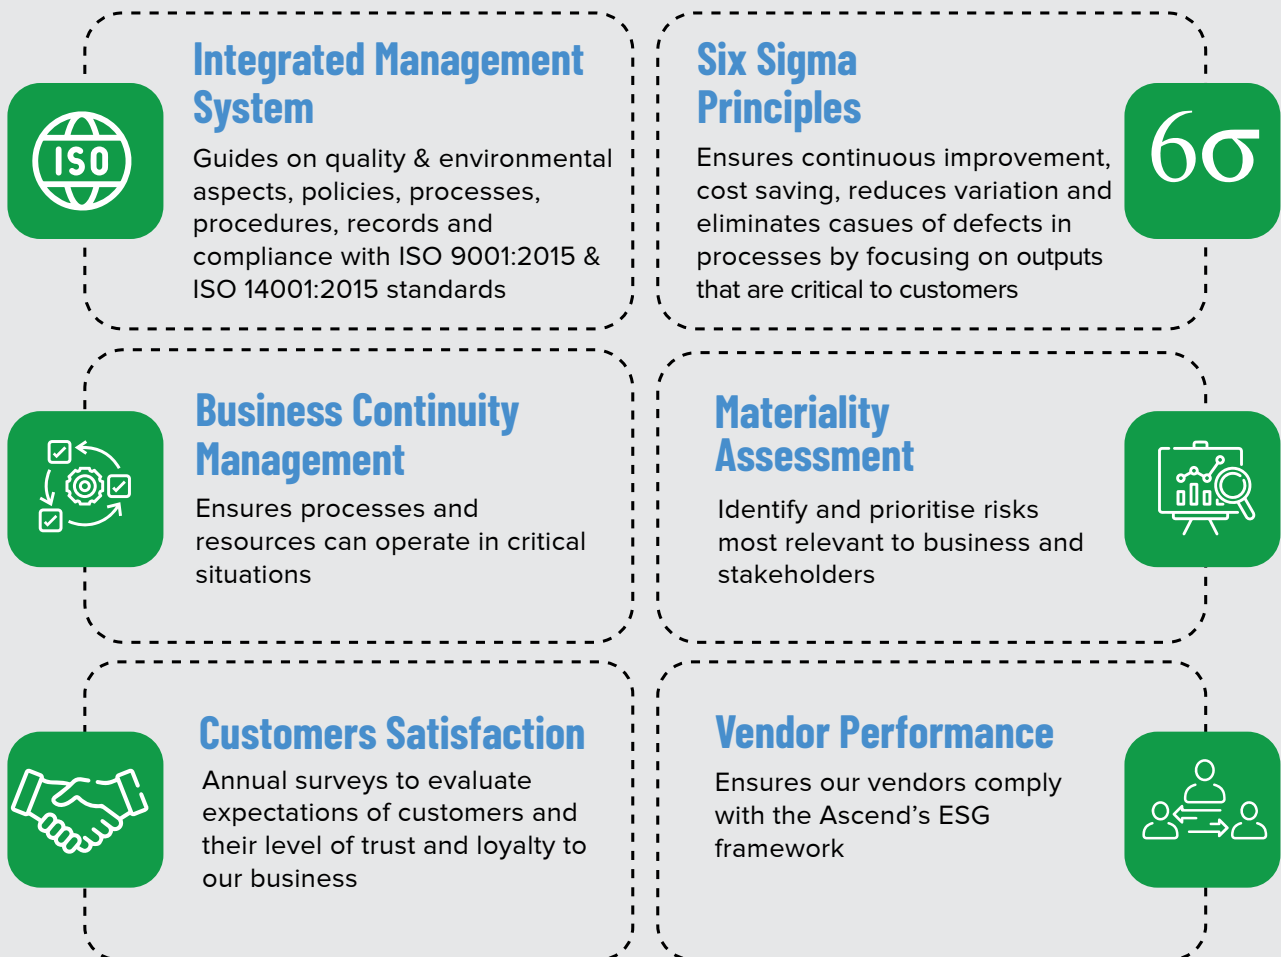 ISO
Integrated Management
System
Guides on quality & environmental
aspects, policies, processes,
procedures, records and
compliance with ISO 9001:2015 &
ISO 14001:2015 standards
Six Sigma
Principles
Ensures continuous improvement,
cost saving, reduces variation and
eliminates casues of defects in
processes by focusing on outputs
that are critical to customers
6σ
Business Continuity
Management
Ensures processes and
resources can operate in critical
situations
Materiality
Assessment
Identify and prioritise risks
most relevant to business and
stakeholders
Customers Satisfaction
Annual surveys to evaluate
expectations of customers and
their level of trust and loyalty to
our business
Vendor Performance
Ensures our vendors comply
with the Ascend’s ESG
framework